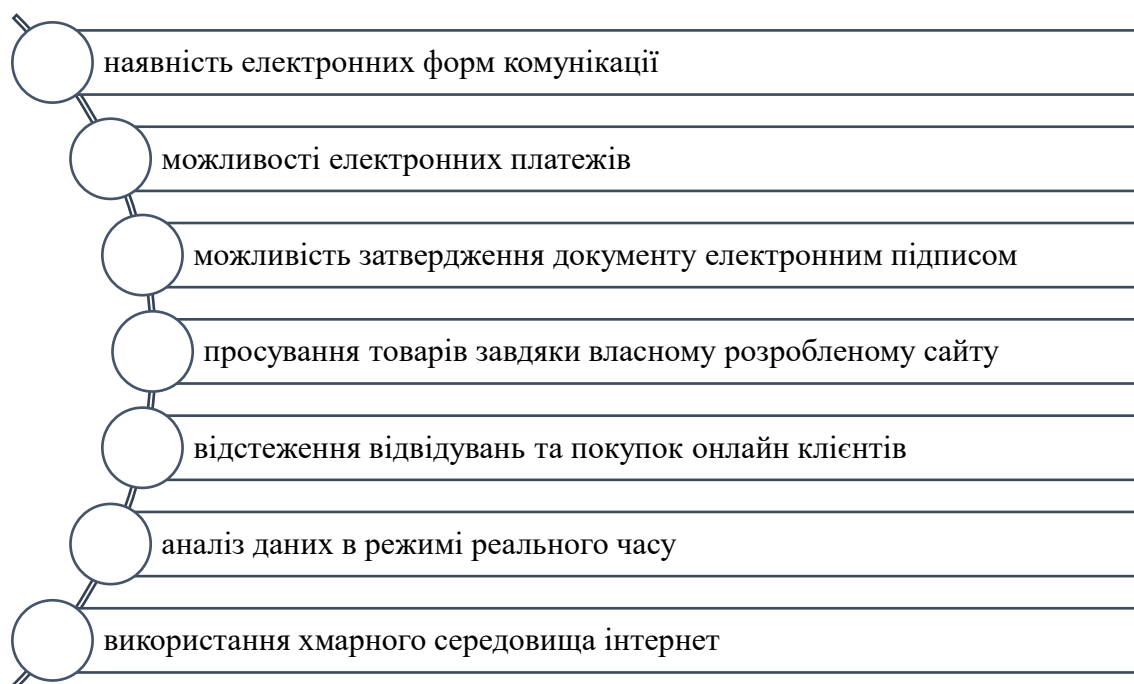 наявність електронних форм комунікації
можливості електронних платежів
можливість затвердження документу електронним підписом
просування товарів завдяки власному розробленому сайту
відстеження відвідувань та покупок онлайн клієнтів
аналіз даних в режимі реального часу
використання хмарного середовища інтернет